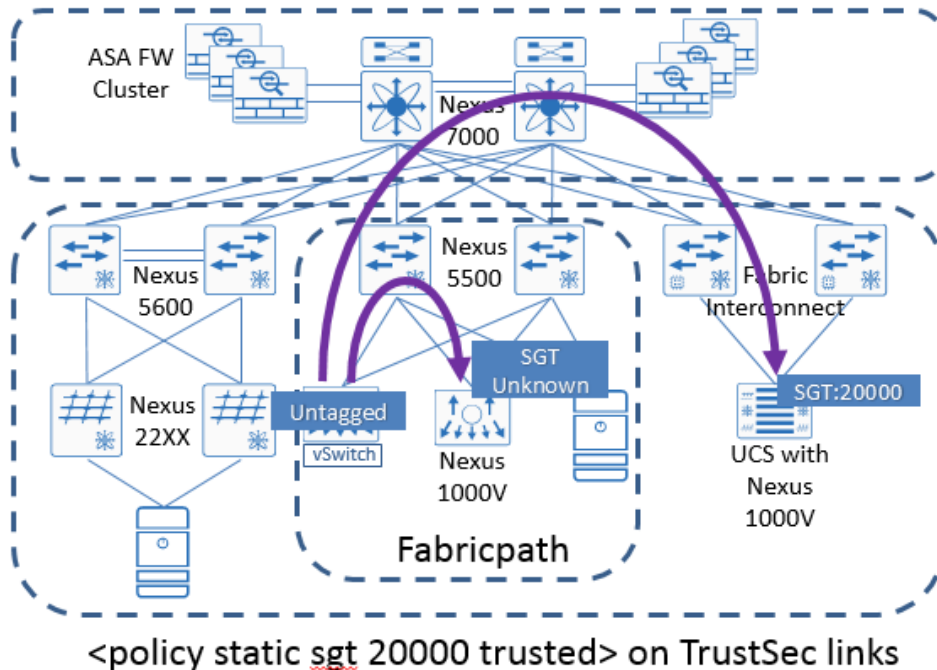 ASA FW
Cluster
Nexus
7000
Nexus
5600
Nexus
5500
Fabric
Interconnect
Nexus
22XX
Untagged
vSwitch
SGT
Unknown
Nexus
1000V
SGT:20000
UCS with
Nexus
1000V
Fabricpath
<policy static sgt 20000 trusted> on TrustSec links